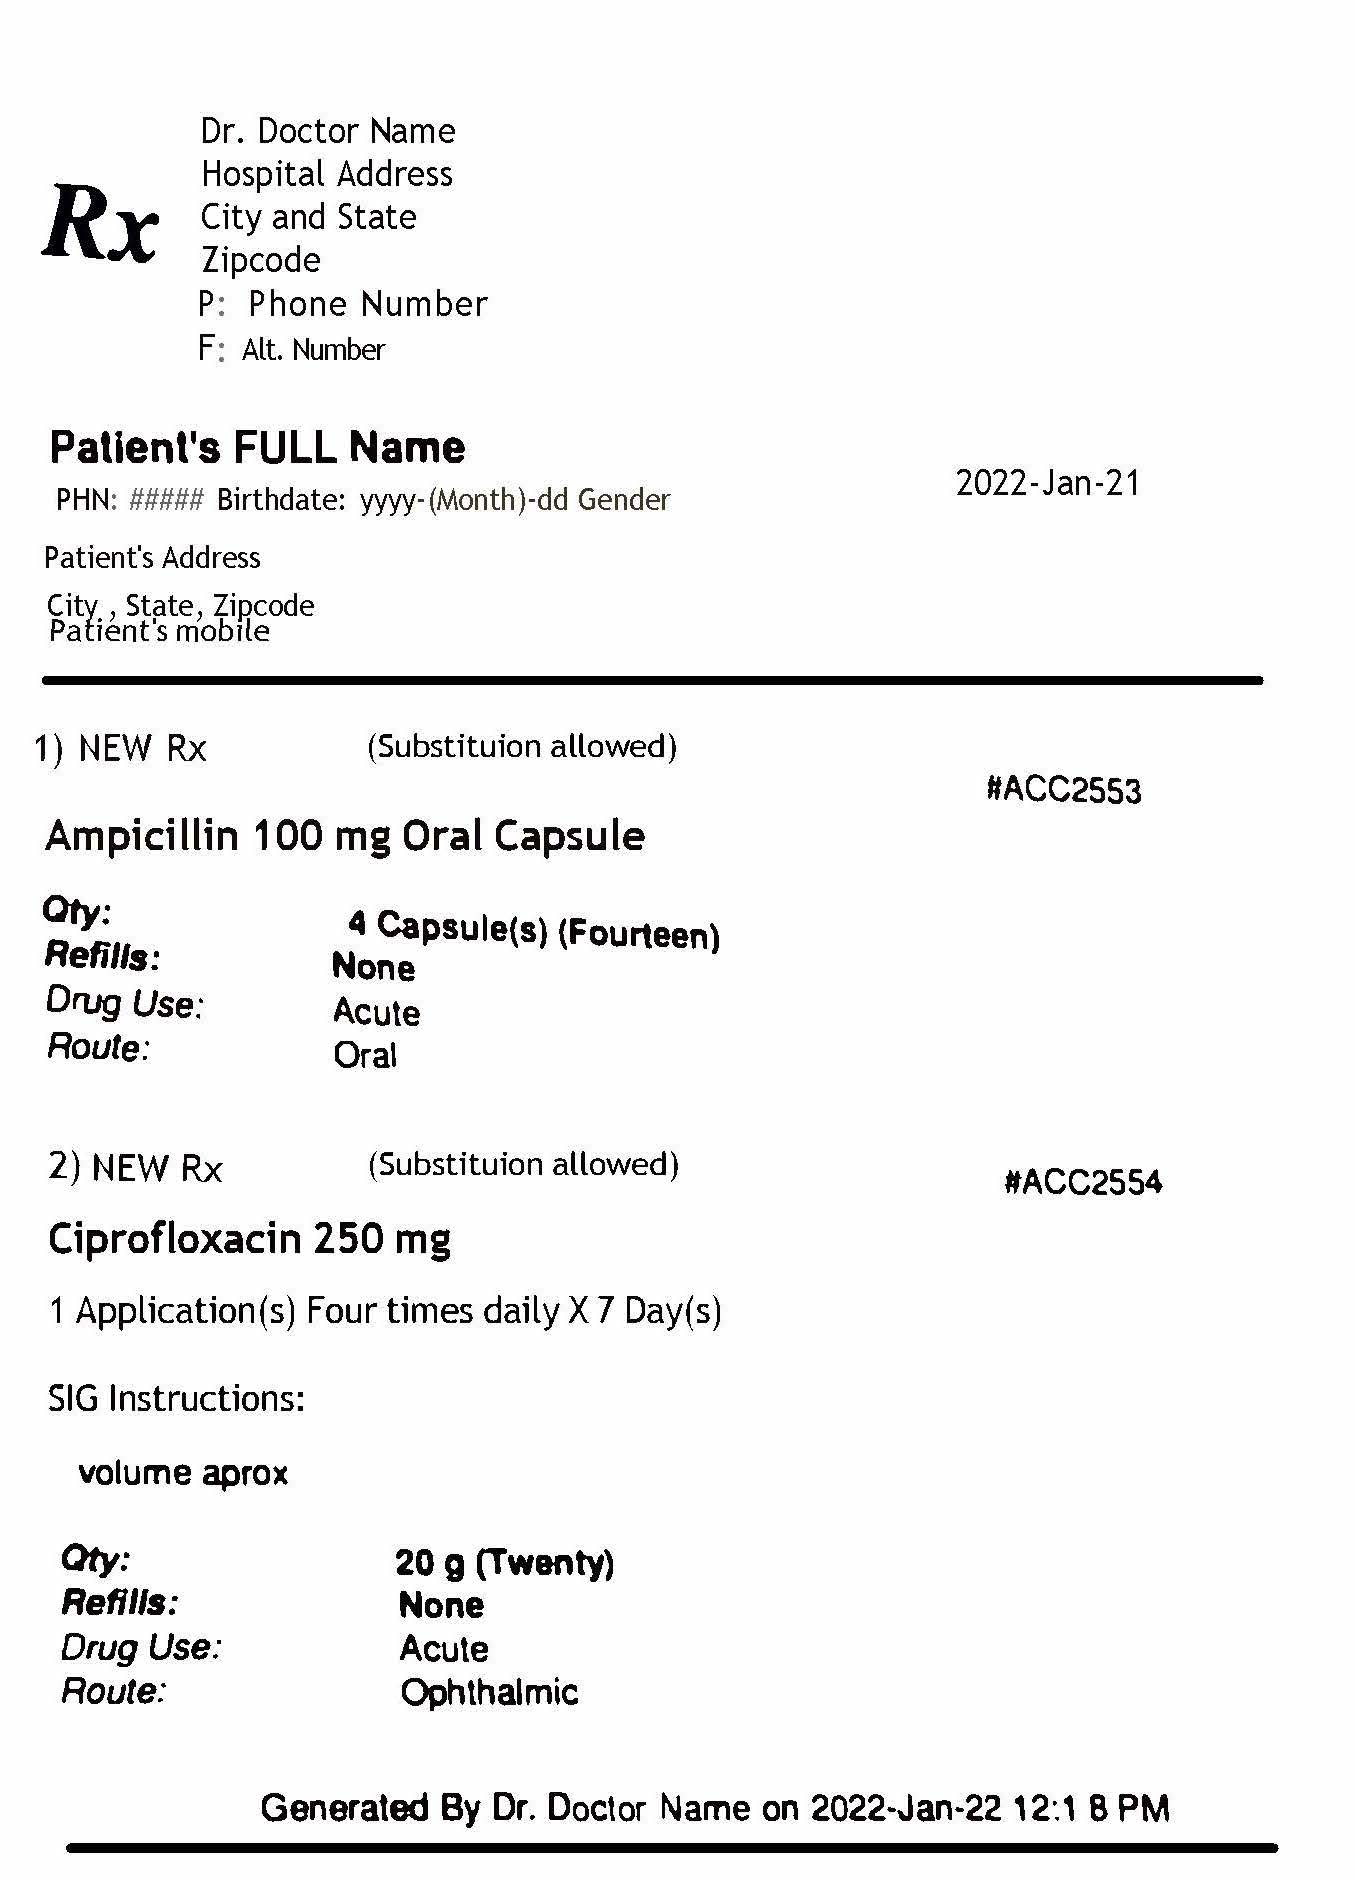 Dr. Doctor Name
Hospital Address
Rx
City and State
Zipcode
P: Phone Number
F: Alt. Number
Patient's FULL Name
2022-Jan-21
PHN: ##### Birthdate: yyyy-(Month)-dd Gender
Patient's Address
City , State, Zipcode
Patient's mobile
1) NEW Rx (Substituion allowed)
#ACC2553
Ampicillin 100 mg Oral Capsule
Qty: 4 Capsule(s) (Fourteen)
Refills: None
Drug Use: Acute
Route: Oral
2) NEW Rx (Substituion allowed)
#ACC2554
Ciprofloxacin 250 mg
1 Application(s) Four times daily X 7 Day(s)
SIG Instructions:
volume aprox
Qty: 20 g (Twenty)
Refills: None
Drug Use: Acute
Route: Ophthalmic
Generated By Dr. Doctor Name on 2022-Jan-22 12:1 8 PM